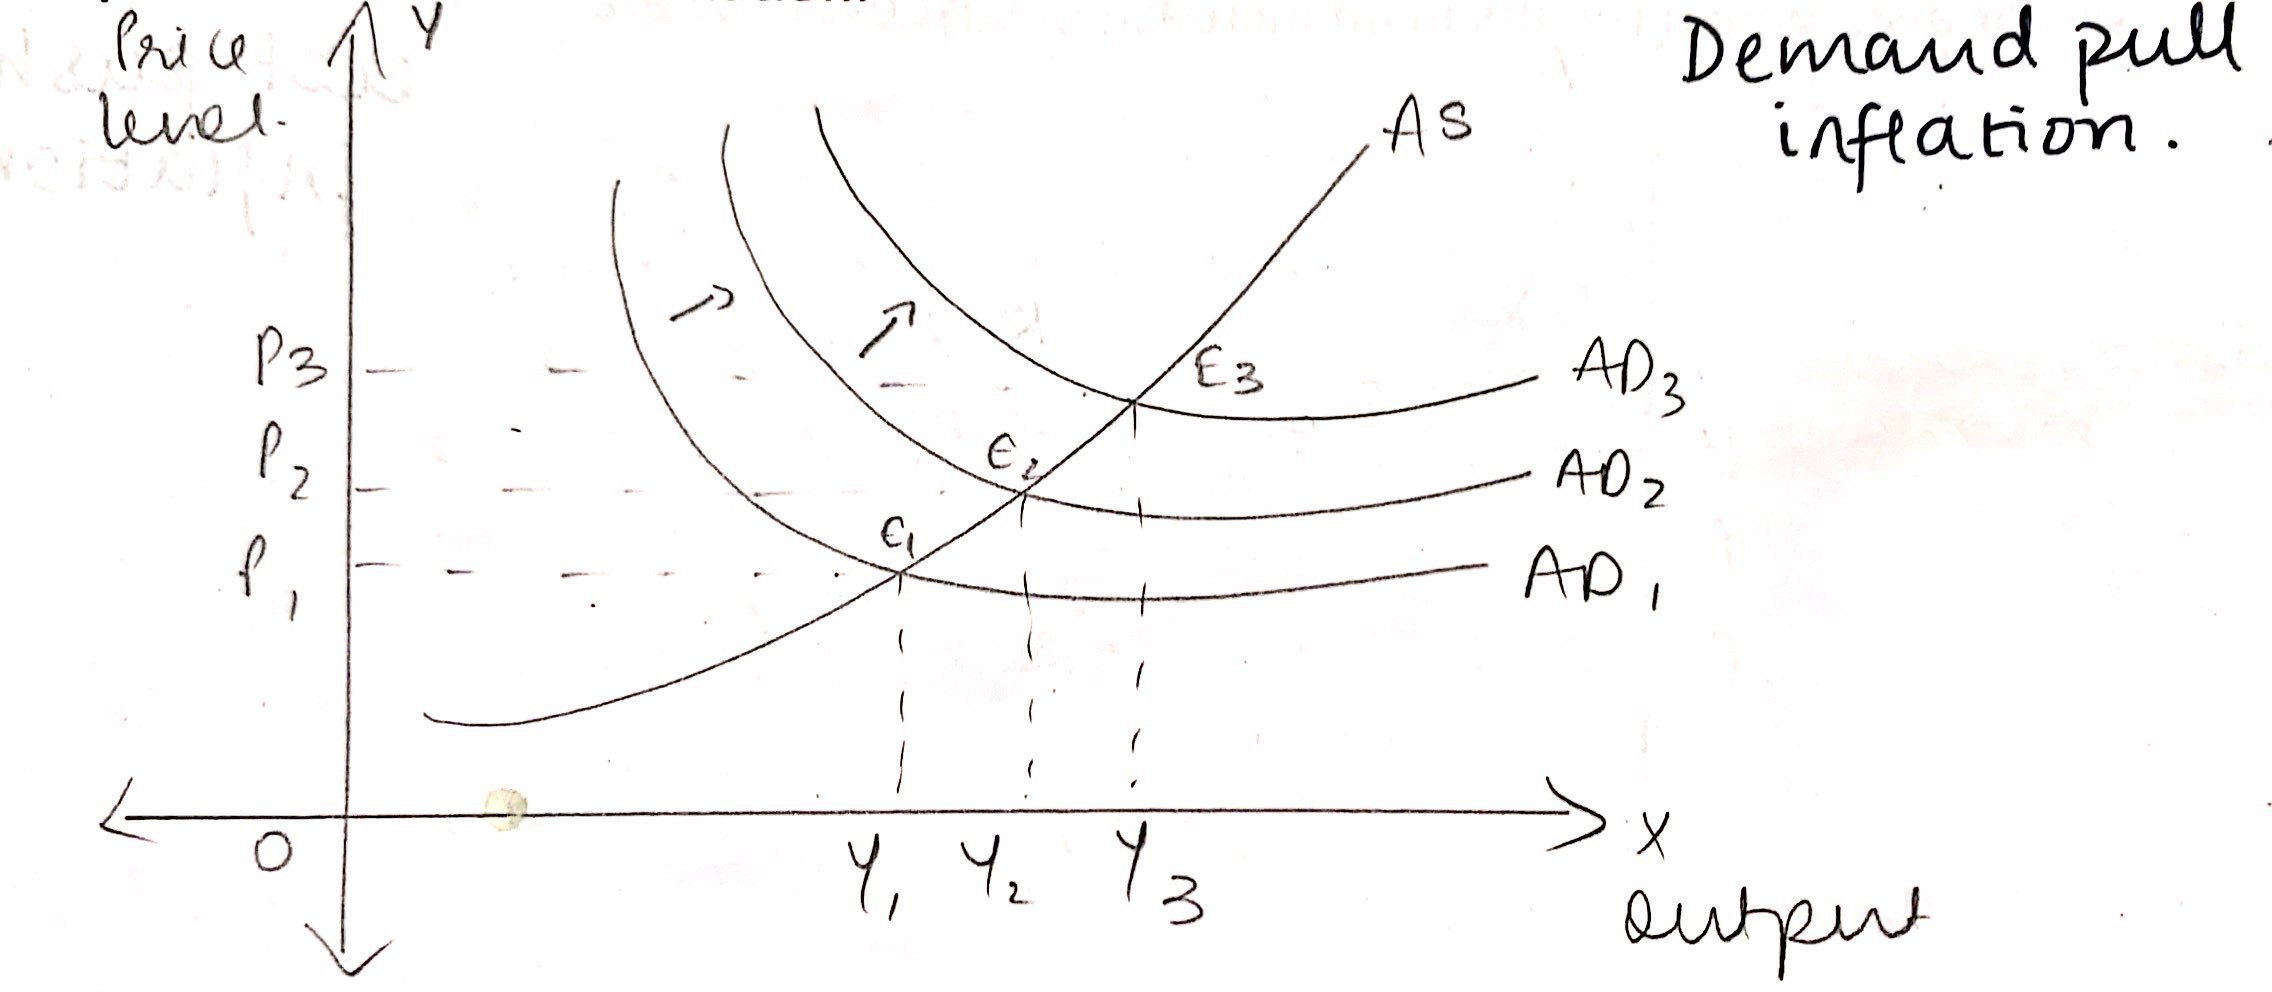 Price
level.
Y
Demand pull
inflation.
AS
P3
E3
AD3
P2
E2
AD2
P1
E1
AD1
O
Y1 Y2 Y3
X
output